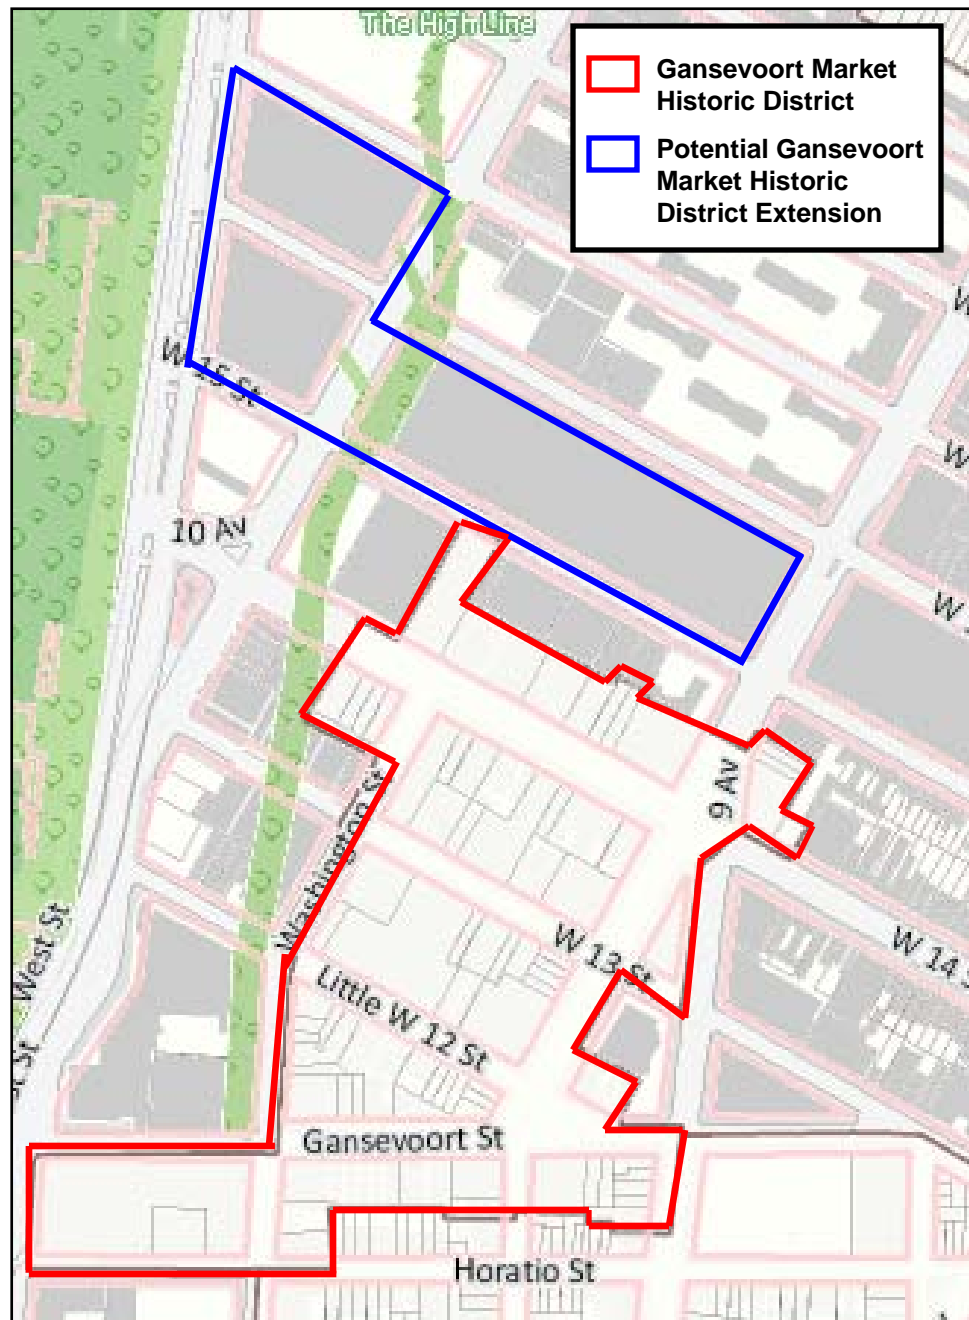 The High Line
Gansevoort Market
Historic District
Potential Gansevoort
Market Historic
District Extension
W
W 15 St
W
10 Av
W
9 Av
Washington St
W 13 St
W 14 S
West St
Little W 12 St
st St
Gansevoort St
Horatio St